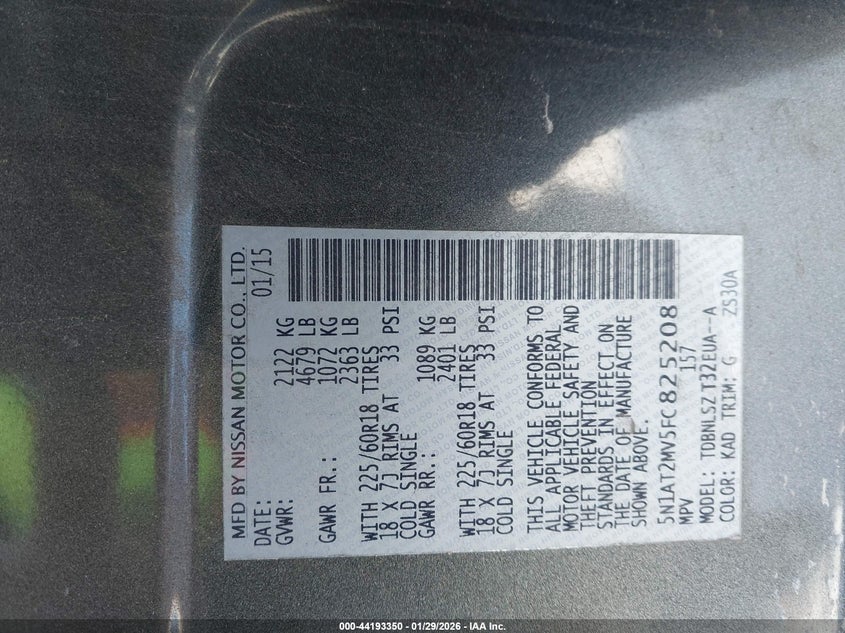 MFD BY NISSAN MOTOR CO., LTD.
DATE: 01/15
GVWR: 2122 KG
4679 LB
GAWR FR.: 1072 KG
2363 LB
WITH 225/60R18 TIRES
18 X 7J RIMS AT 33 PSI
COLD SINGLE
GAWR RR.: 1089 KG
2401 LB
WITH 225/60R18 TIRES
18 X 7J RIMS AT 33 PSI
COLD SINGLE
THIS VEHICLE CONFORMS TO
ALL APPLICABLE FEDERAL
MOTOR VEHICLE SAFETY AND
THEFT PREVENTION
STANDARDS IN EFFECT ON
THE DATE OF MANUFACTURE
SHOWN ABOVE.
5N1AT2MV5FC825208
MPV 157
MODEL: TDBNLSZ T32EUA--A
COLOR: KAD TRIM: G ZS30A
000-44193350 | 01/29/2026 - IAA Inc.